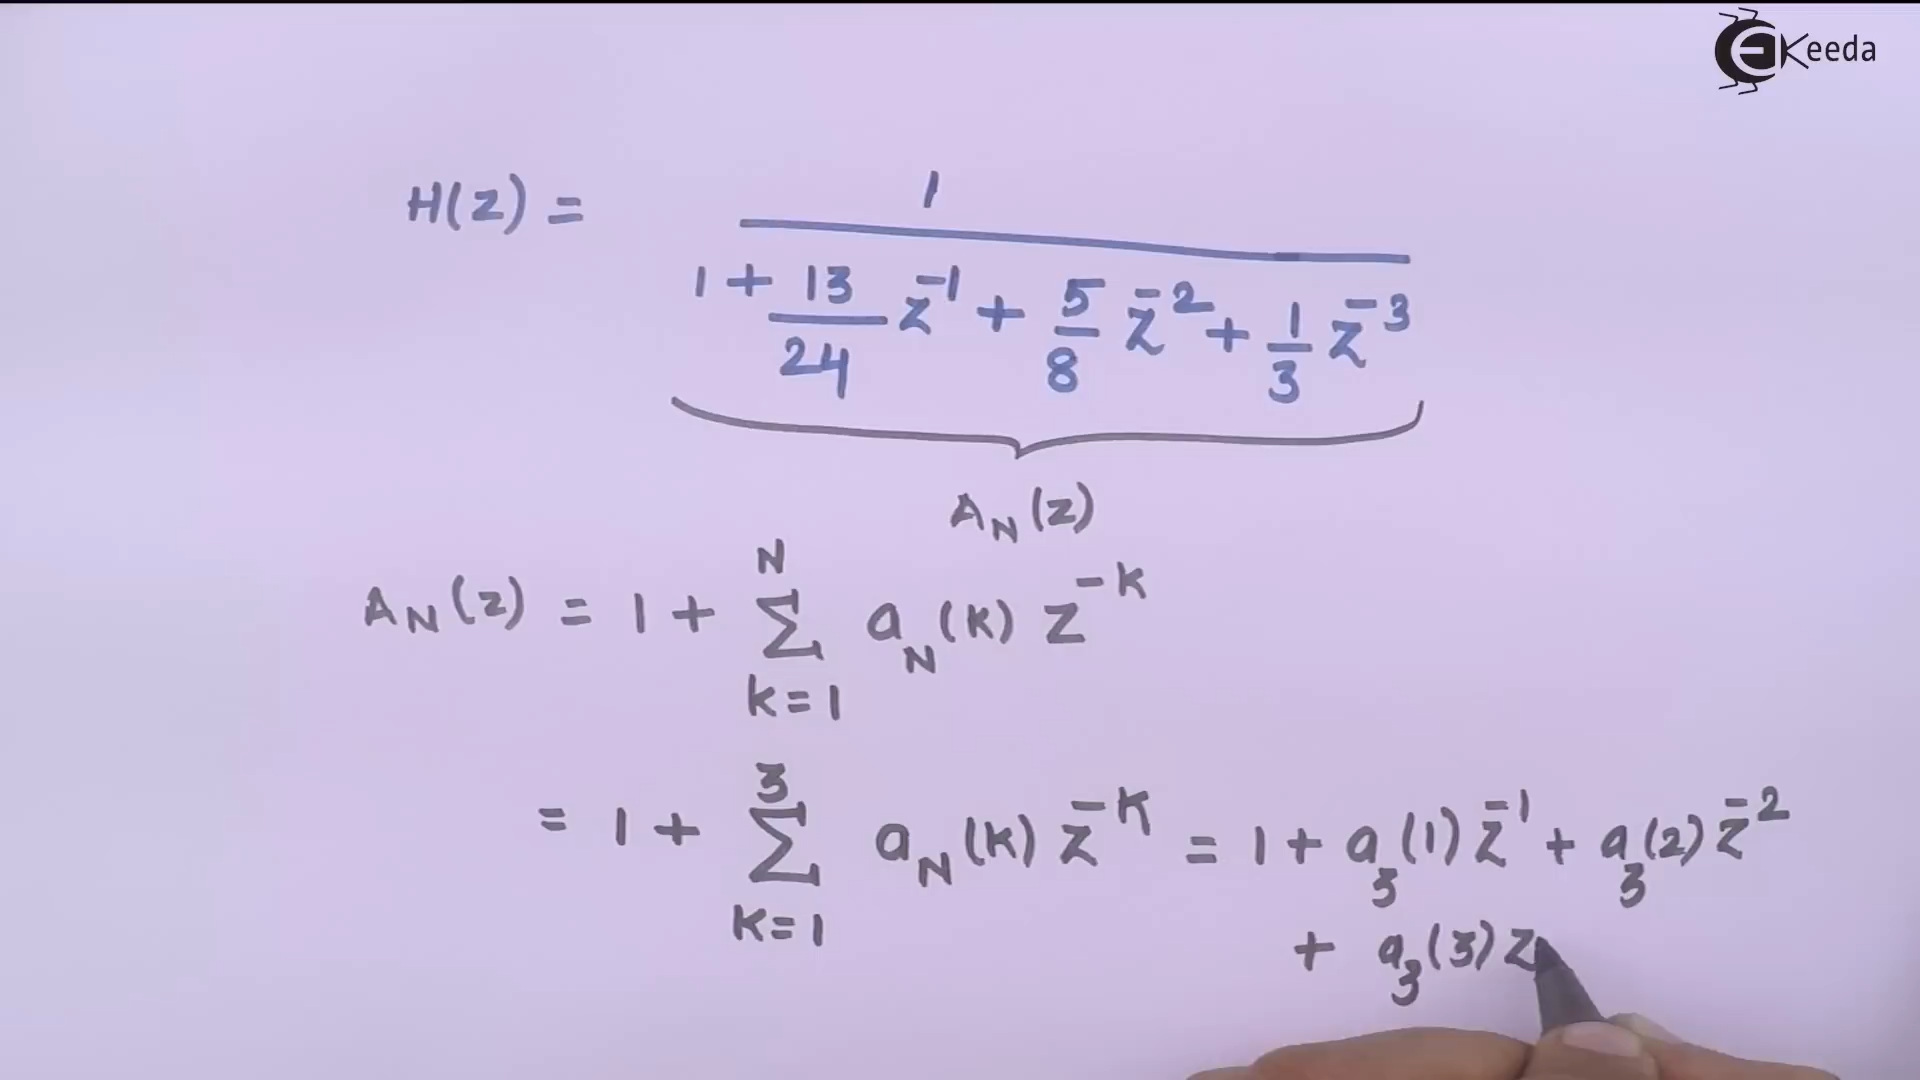 EKeeda
H(z) = 1 / (1 + 13/24 z^-1 + 5/8 z^-2 + 1/3 z^-3)
A_N(z)
A_N(z) = 1 + Σ_{k=1}^{N} a_N(k) z^-k
= 1 + Σ_{k=1}^{3} a_N(k) z^-k = 1 + a_3(1) z^-1 + a_3(2) z^-2
+ a_3(3) z